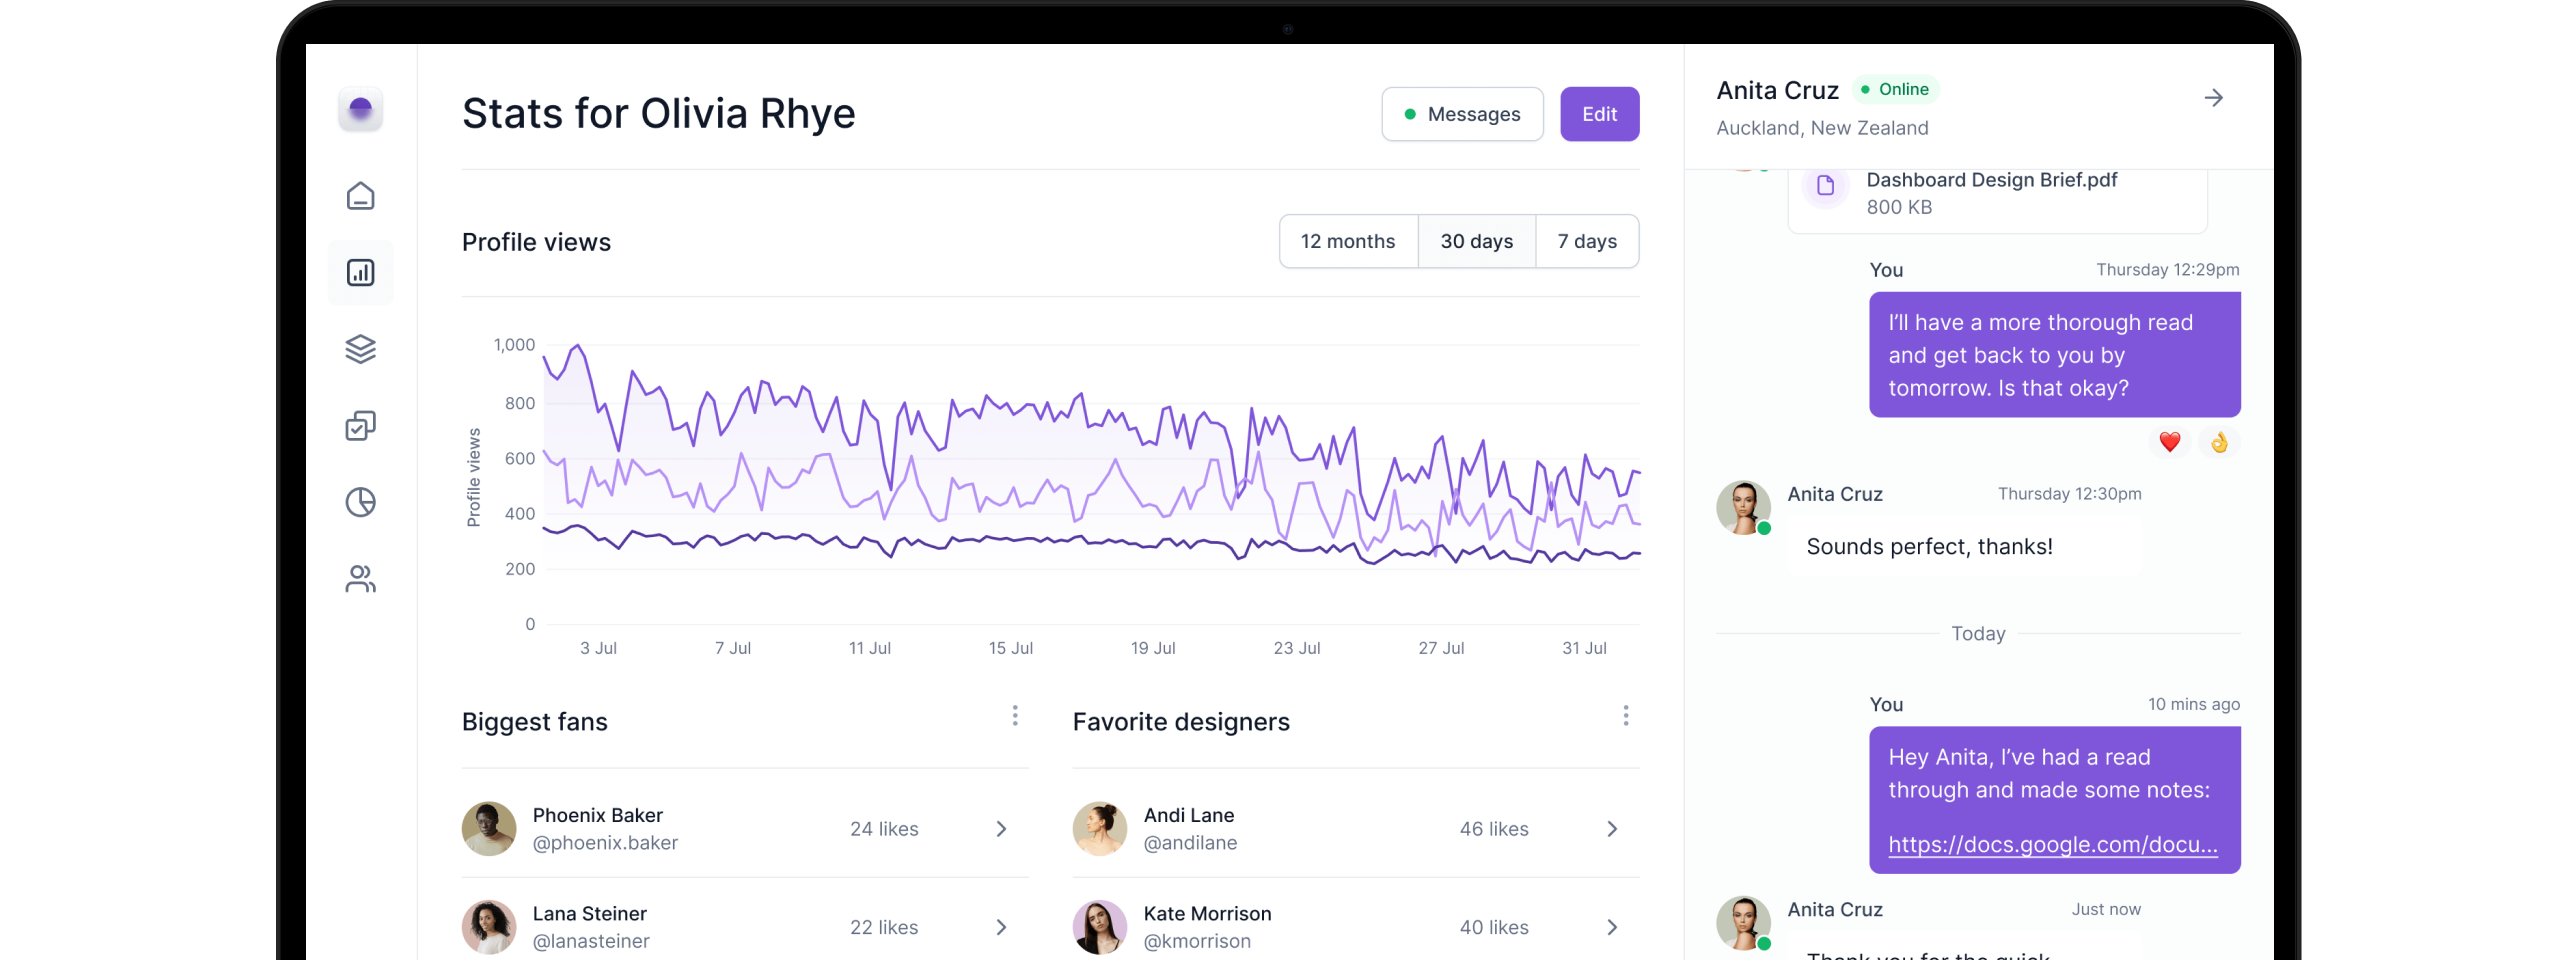 Stats for Olivia Rhye
Messages
Edit
Profile views
12 months
30 days
7 days
Profile views
1,000
800
600
400
200
0
3 Jul
7 Jul
11 Jul
15 Jul
19 Jul
23 Jul
27 Jul
31 Jul
Biggest fans
Phoenix Baker
@phoenix.baker
24 likes
Lana Steiner
@lanasteiner
22 likes
Favorite designers
Andi Lane
@andilane
46 likes
Kate Morrison
@kmorrison
40 likes
Anita Cruz
Online
Auckland, New Zealand
Dashboard Design Brief.pdf
800 KB
You
Thursday 12:29pm
I’ll have a more thorough read
and get back to you by
tomorrow. Is that okay?
Anita Cruz
Thursday 12:30pm
Sounds perfect, thanks!
Today
You
10 mins ago
Hey Anita, I’ve had a read
through and made some notes:
https://docs.google.com/docu...
Anita Cruz
Just now
Thank you for the quick